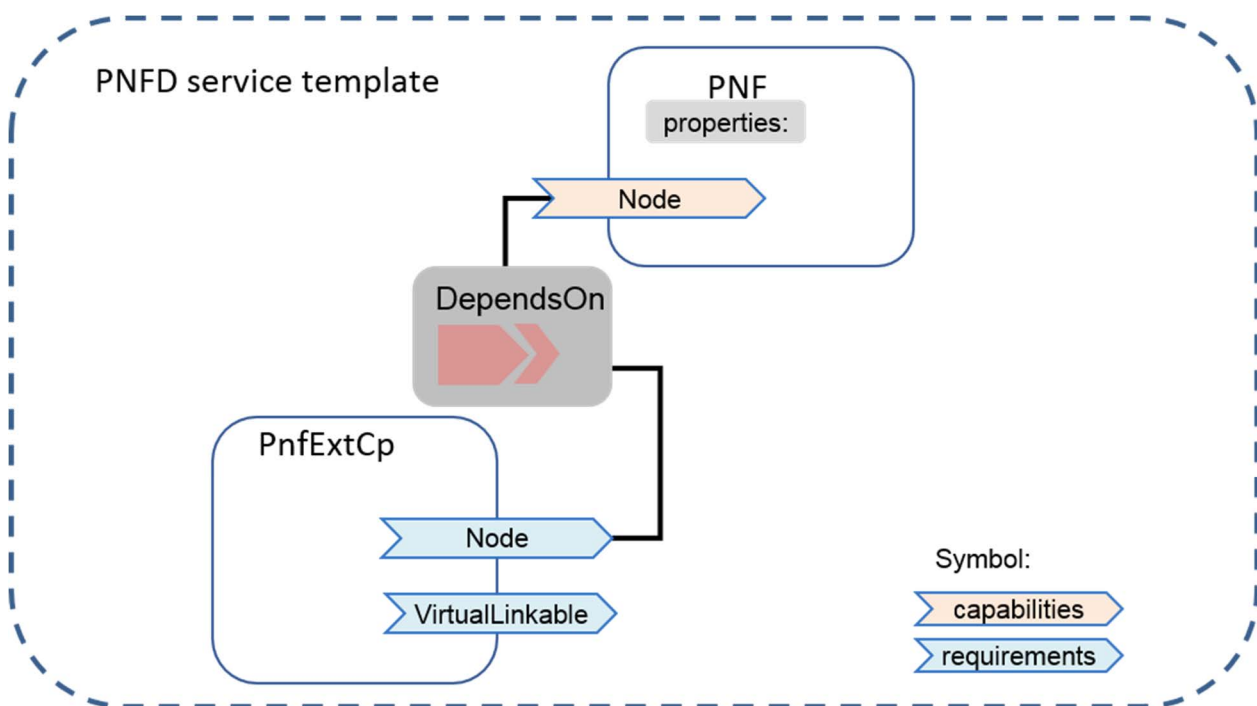 PNFD service template
PNF
properties:
Node
DependsOn
PnfExtCp
Node
VirtualLinkable
Symbol:
capabilities
requirements